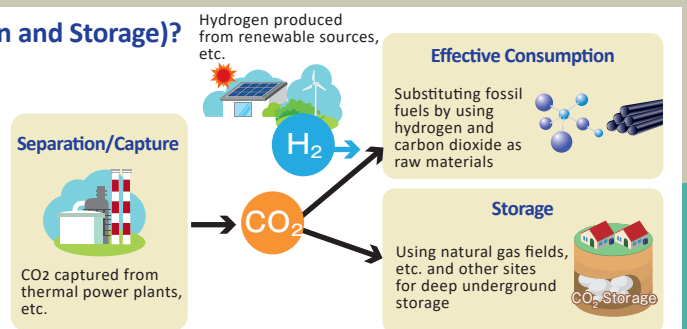 n and Storage)?
Hydrogen produced
from renewable sources,
etc.
Separation/Capture
CO2 captured from
thermal power plants,
etc.
H₂
CO₂
Effective Consumption
Substituting fossil
fuels by using
hydrogen and
carbon dioxide as
raw materials
Storage
Using natural gas fields,
etc. and other sites
for deep underground
storage
CO₂ Storage